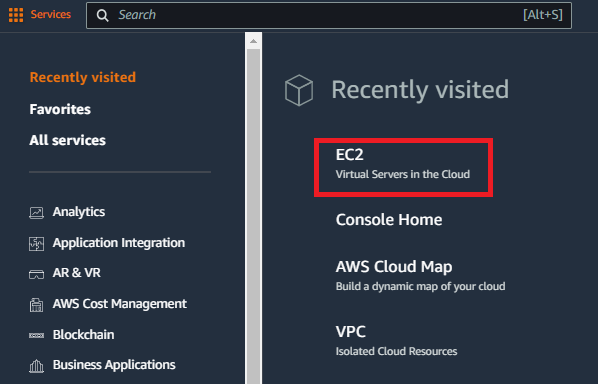 Services
Search [Alt+S]
Recently visited
Favorites
All services
Analytics
Application Integration
AR & VR
AWS Cost Management
Blockchain
Business Applications
Recently visited
EC2
Virtual Servers in the Cloud
Console Home
AWS Cloud Map
Build a dynamic map of your cloud
VPC
Isolated Cloud Resources